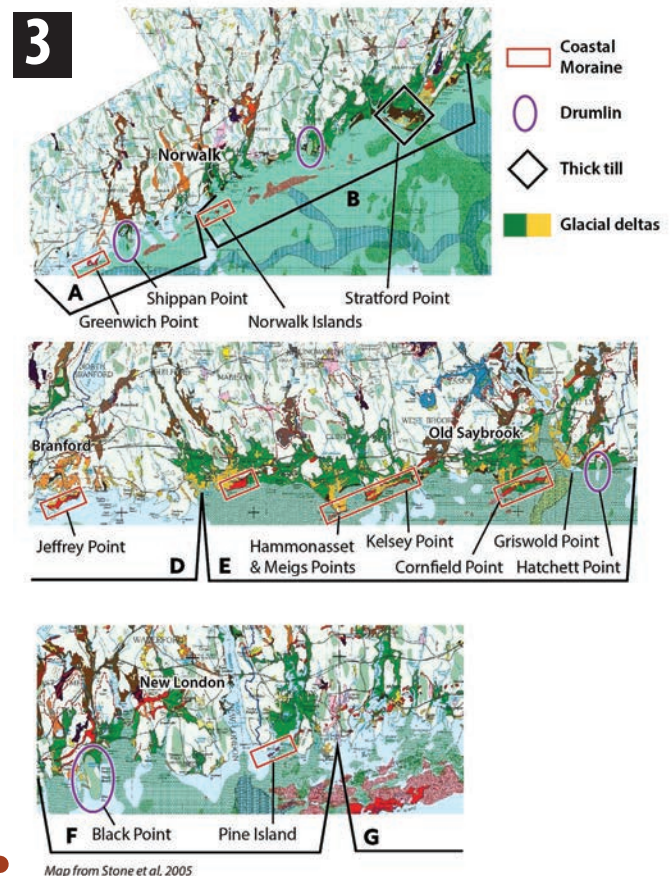 3
Coastal
Moraine
Drumlin
Thick till
Glacial deltas
Norwalk
B
A
Shippan Point
Stratford Point
Greenwich Point
Norwalk Islands
Branford
Old Saybrook
Jeffrey Point
D
E
Hammonasset
& Meigs Points
Kelsey Point
Cornfield Point
Griswold Point
Hatchett Point
New London
F
Black Point
Pine Island
G
Map from Stone et al, 2005